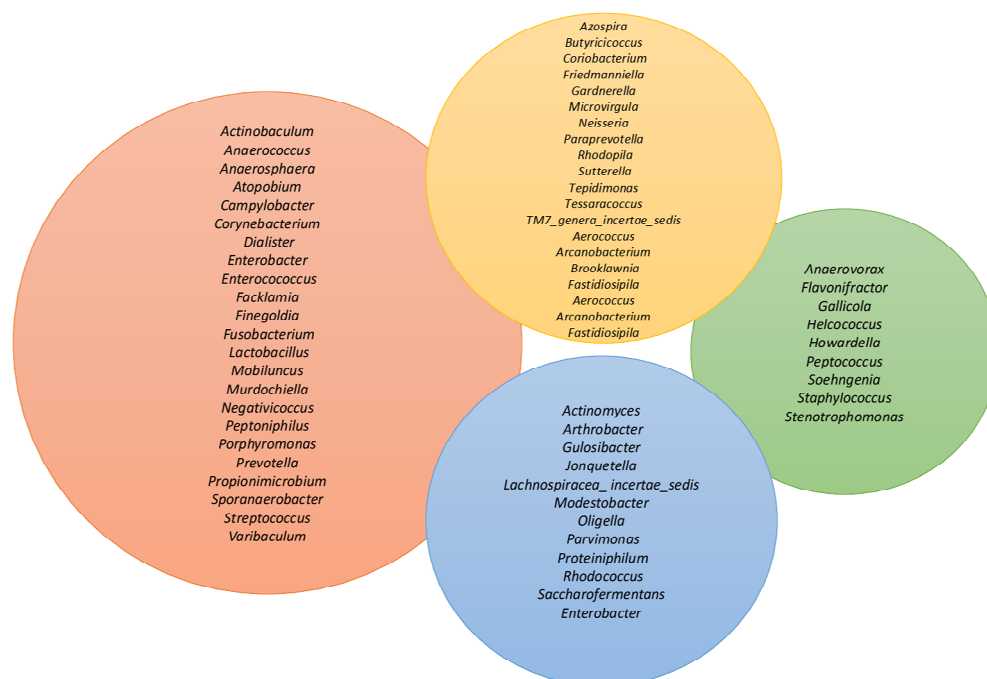 Azospira
Butyricicoccus
Coriobacterium
Friedmanniella
Gardnerella
Microvirgula
Neisseria
Paraprevotella
Rhodopila
Sutterella
Tepidimonas
Tessaracoccus
TM7_genera_incertae_sedis
Aerococcus
Arcanobacterium
Brooklawnia
Fastidiosipila
Aerococcus
Arcanobacterium
Fastidiosipila
Actinobaculum
Anaerococcus
Anaerosphaera
Atopobium
Campylobacter
Corynebacterium
Dialister
Enterobacter
Enterococcus
Facklamia
Finegoldia
Fusobacterium
Lactobacillus
Mobiluncus
Murdochiella
Negativicoccus
Peptoniphilus
Porphyromonas
Prevotella
Propionimicrobium
Sporanaerobacter
Streptococcus
Varibaculum
Anaerovorax
Flavonifractor
Gallicola
Helcococcus
Howardella
Peptococcus
Soehngenia
Staphylococcus
Stenotrophomonas
Actinomyces
Arthrobacter
Gulosibacter
Jonquetella
Lachnospiracea_ incertae_sedis
Modestobacter
Oligella
Parvimonas
Proteiniphilum
Rhodococcus
Saccharofermentans
Enterobacter